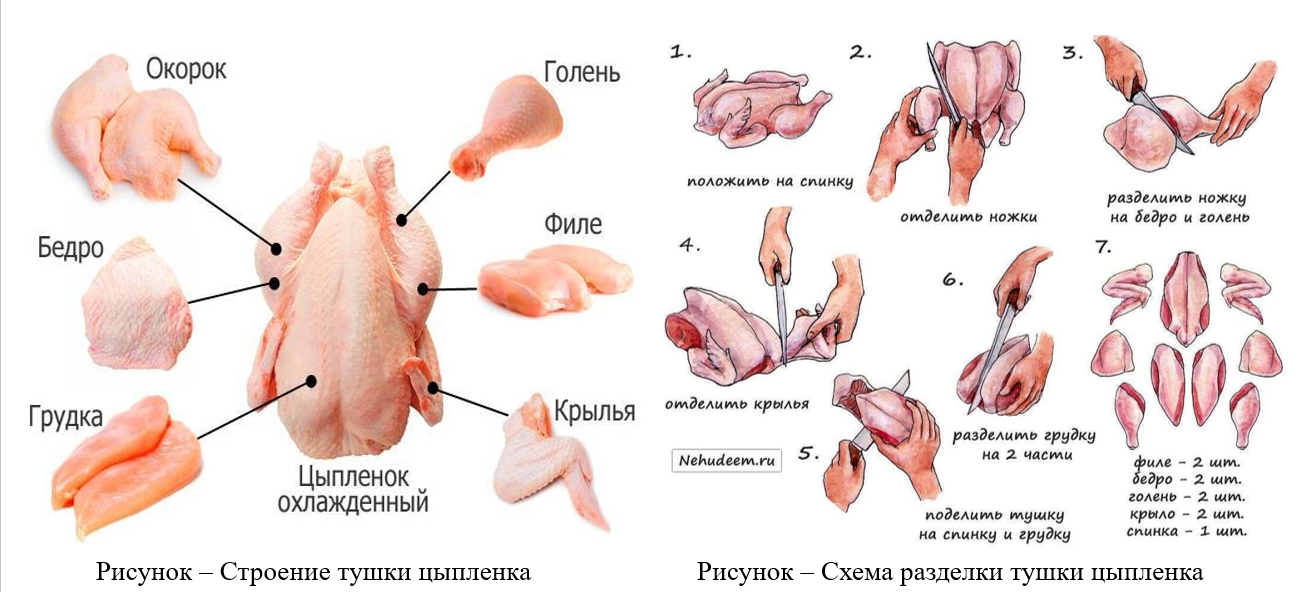 Окорок
Голень
Бедро
Филе
Грудка
Крылья
Цыпленок
охлажденный
Рисунок – Строение тушки цыпленка
1.
положить на спинку
2.
отделить ножки
3.
разделить ножку
на бедро и голень
4.
отделить крылья
Nehudeem.ru
5.
поделить тушку
на спинку и грудку
6.
разделить грудку
на 2 части
7.
филе - 2 шт.
бедро - 2 шт.
голень - 2 шт.
крыло - 2 шт.
спинка - 1 шт.
Рисунок – Схема разделки тушки цыпленка